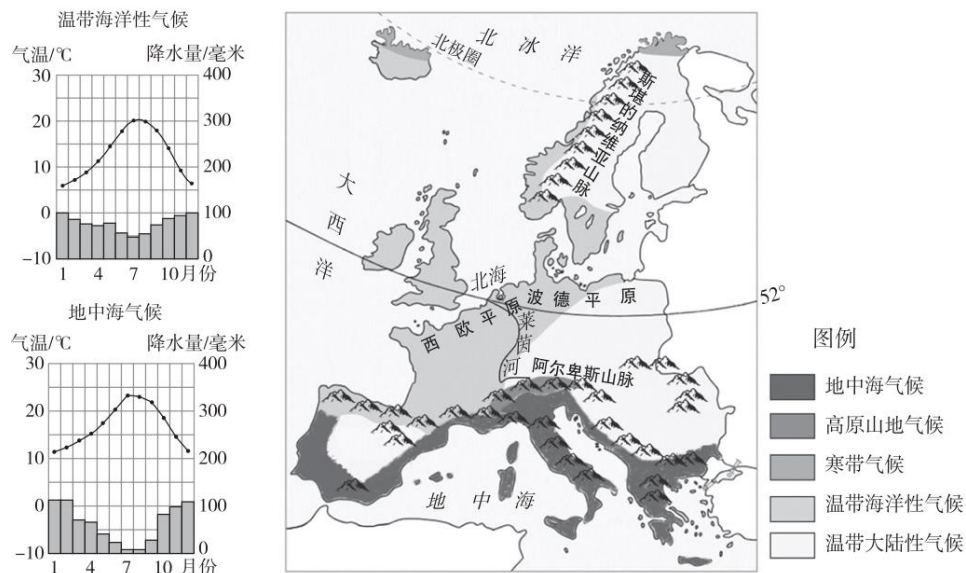 温带海洋性气候
气温/℃ 降水量/毫米
30 400
20 300
10 200
0 100
-10 0
1 4 7 10 月份
地中海气候
气温/℃ 降水量/毫米
30 400
20 300
10 200
0 100
-10 0
1 4 7 10 月份
北冰洋
北极圈
斯堪的纳维亚山脉
大西洋
北海
西欧平原
波德平原
52°
莱茵河
阿尔卑斯山脉
地中海
图例
地中海气候
高原山地气候
寒带气候
温带海洋性气候
温带大陆性气候